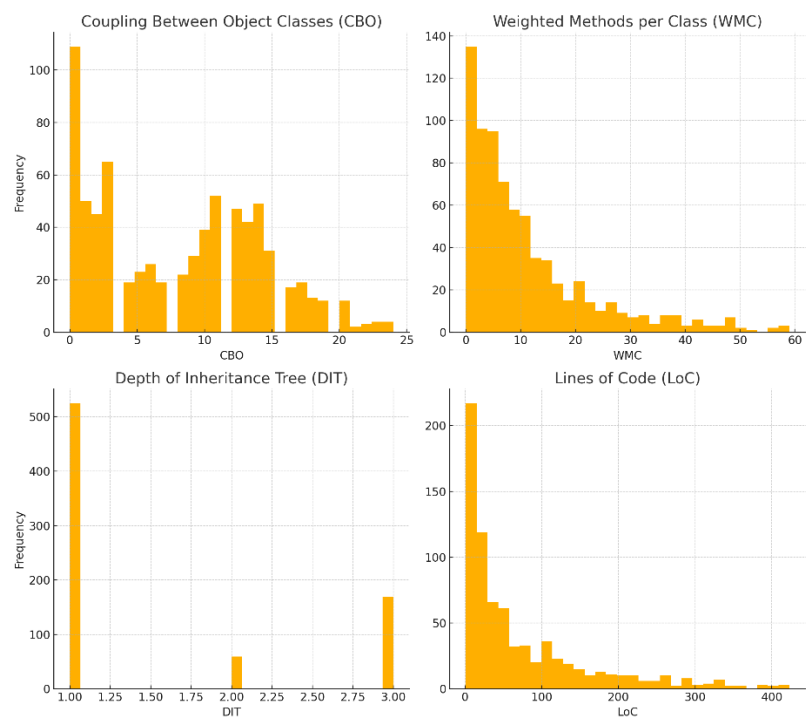 Coupling Between Object Classes (CBO)
100
80
60
40
20
0
Frequency
0 5 10 15 20 25
CBO
Weighted Methods per Class (WMC)
140
120
100
80
60
40
20
0
0 10 20 30 40 50 60
WMC
Depth of Inheritance Tree (DIT)
500
400
300
200
100
0
Frequency
1.00 1.25 1.50 1.75 2.00 2.25 2.50 2.75 3.00
DIT
Lines of Code (LoC)
200
150
100
50
0
0 100 200 300 400
LoC